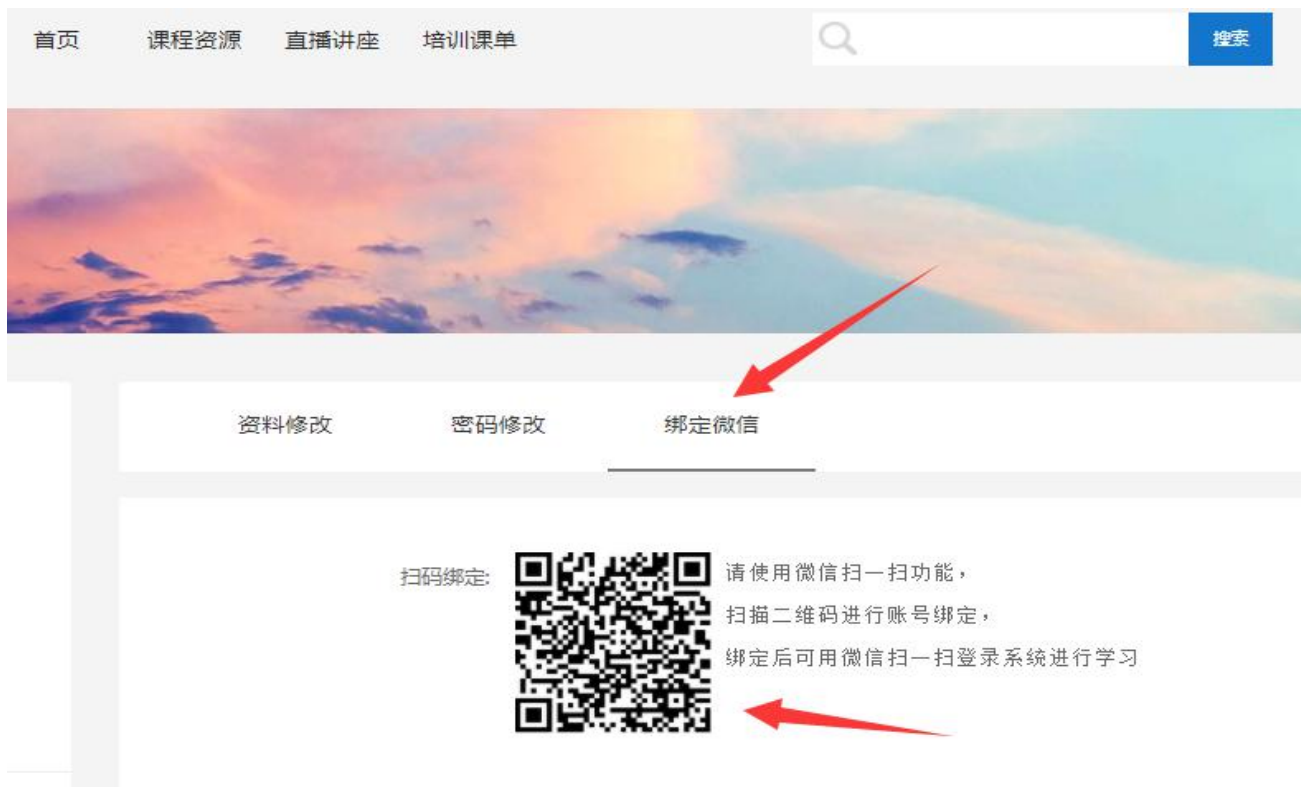 首页 课程资源 直播讲座 培训课单 搜索
资料修改 密码修改 绑定微信
扫码绑定:
请使用微信扫一扫功能，
扫描二维码进行账号绑定，
绑定后可用微信扫一扫登录系统进行学习